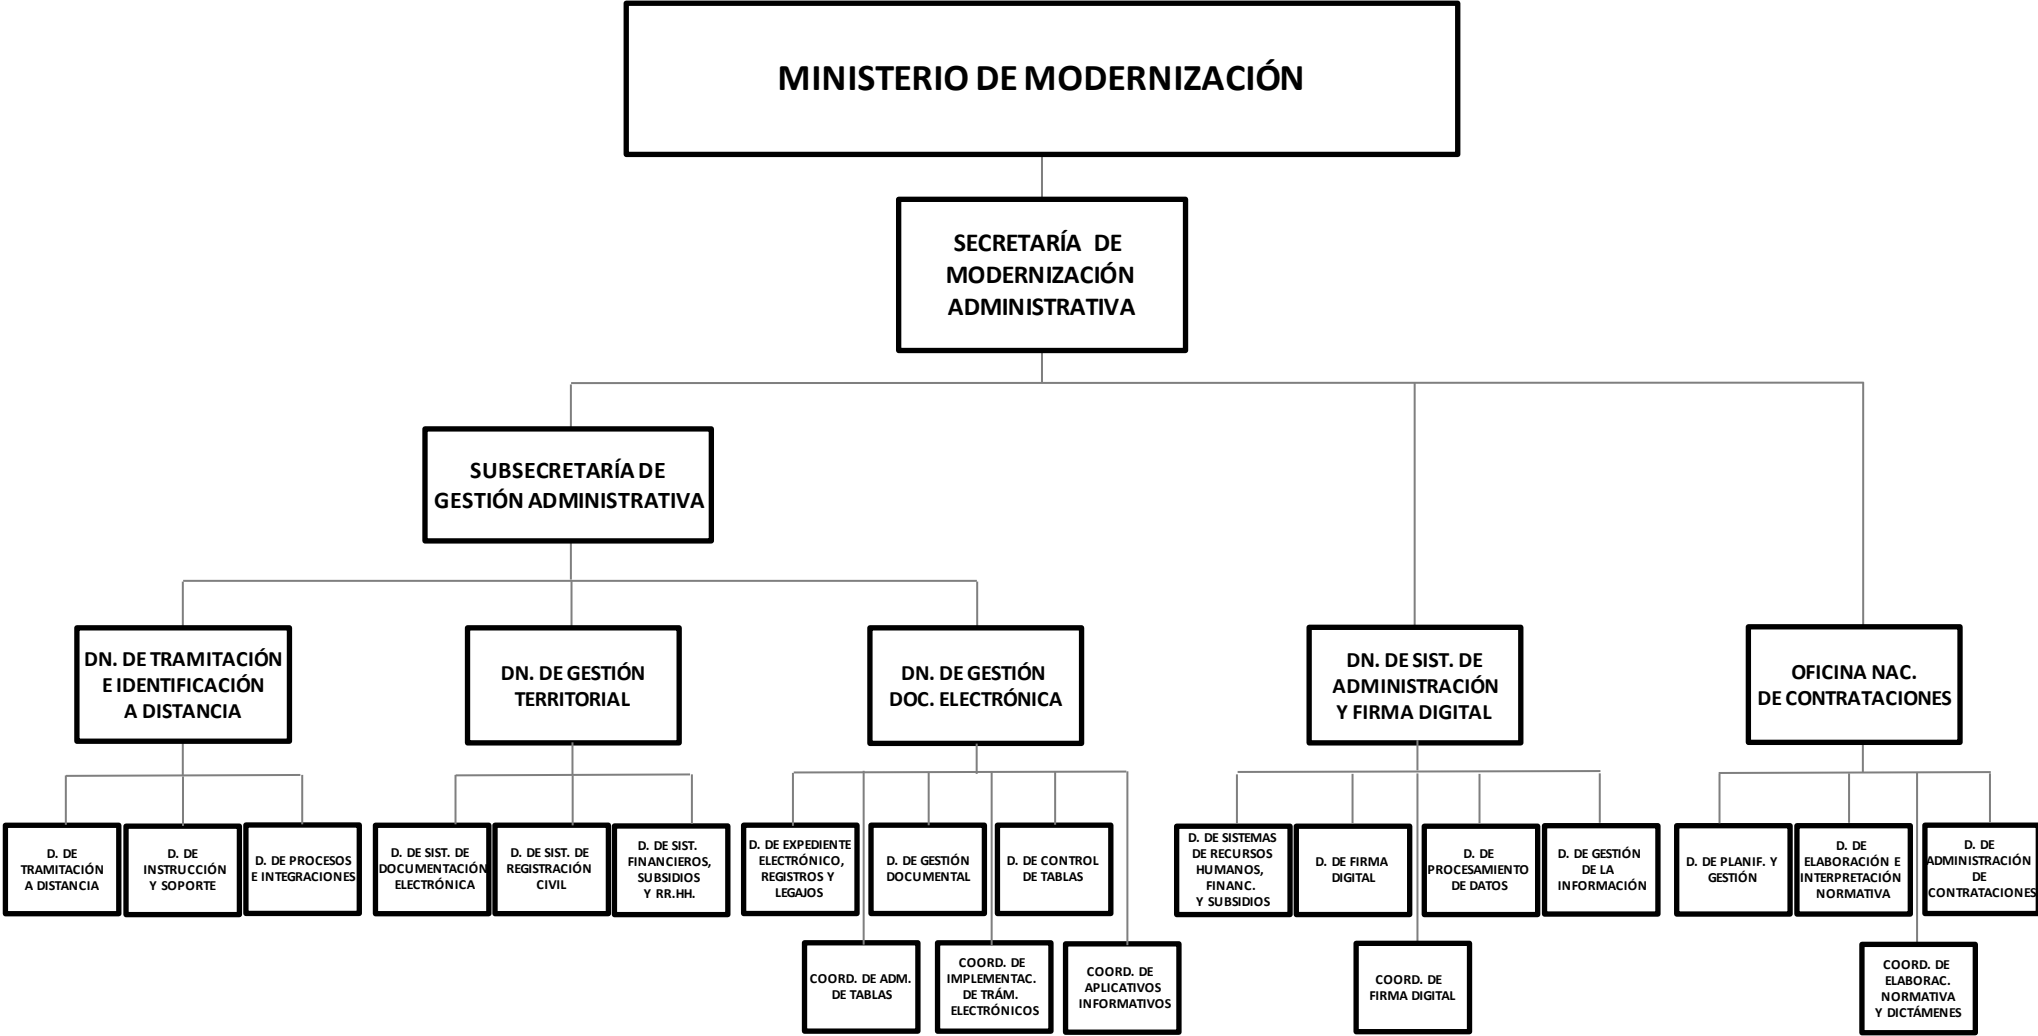 MINISTERIO DE MODERNIZACIÓN
SECRETARÍA DE
MODERNIZACIÓN
ADMINISTRATIVA
SUBSECRETARÍA DE
GESTIÓN ADMINISTRATIVA
DN. DE TRAMITACIÓN
E IDENTIFICACIÓN
A DISTANCIA
DN. DE GESTIÓN
TERRITORIAL
DN. DE GESTIÓN
DOC. ELECTRÓNICA
DN. DE SIST. DE
ADMINISTRACIÓN
Y FIRMA DIGITAL
OFICINA NAC.
DE CONTRATACIONES
D. DE
TRAMITACIÓN
A DISTANCIA
D. DE
INSTRUCCIÓN
Y SOPORTE
D. DE PROCESOS
E INTEGRACIONES
D. DE SIST. DE
DOCUMENTACIÓN
ELECTRÓNICA
D. DE SIST. DE
REGISTRACIÓN
CIVIL
D. DE SIST.
FINANCIEROS,
SUBSIDIOS
Y RR.HH.
D. DE EXPEDIENTE
ELECTRÓNICO,
REGISTROS Y
LEGAJOS
D. DE GESTIÓN
DOCUMENTAL
D. DE CONTROL
DE TABLAS
D. DE SISTEMAS
DE RECURSOS
HUMANOS,
FINANC.
Y SUBSIDIOS
D. DE FIRMA
DIGITAL
D. DE
PROCESAMIENTO
DE DATOS
D. DE GESTIÓN
DE LA
INFORMACIÓN
D. DE PLANIF. Y
GESTIÓN
D. DE
ELABORACIÓN E
INTERPRETACIÓN
NORMATIVA
D. DE
ADMINISTRACIÓN
DE
CONTRATACIONES
COORD. DE ADM.
DE TABLAS
COORD. DE
IMPLEMENTAC.
DE TRÁM.
ELECTRÓNICOS
COORD. DE
APLICATIVOS
INFORMATIVOS
COORD. DE
FIRMA DIGITAL
COORD. DE
ELABORAC.
NORMATIVA
Y DICTÁMENES